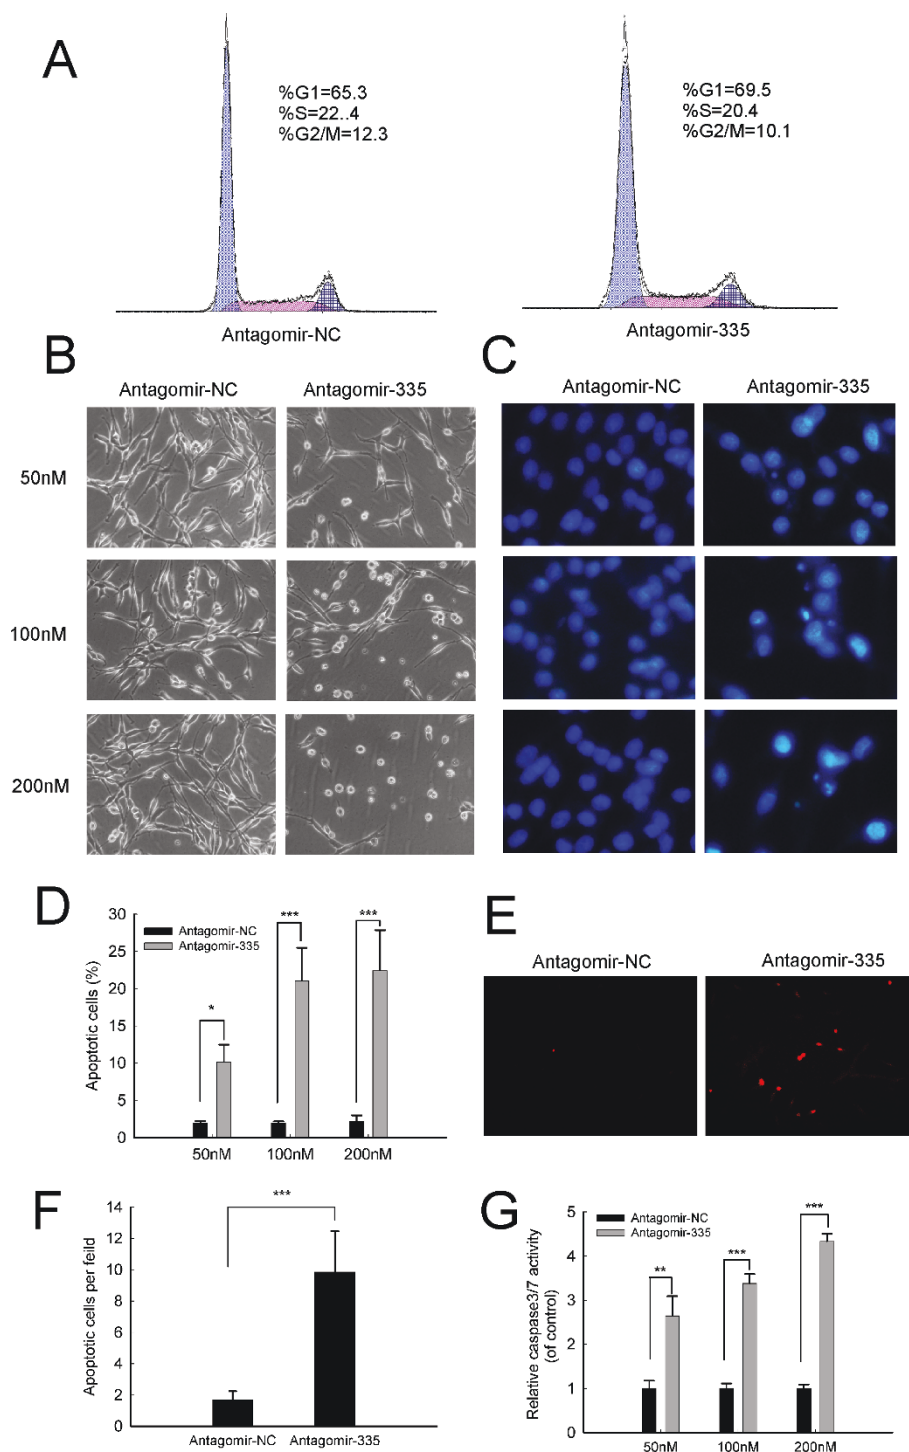 A
%G1=65.3
%S=22..4
%G2/M=12.3
Antagomir-NC
%G1=69.5
%S=20.4
%G2/M=10.1
Antagomir-335
B
Antagomir-NC Antagomir-335
50nM
100nM
200nM
C
Antagomir-NC Antagomir-335
D
Apoptotic cells (%)
30
25
20
15
10
5
0
Antagomir-NC
Antagomir-335
*
***
***
50nM 100nM 200nM
E
Antagomir-NC Antagomir-335
F
Apoptotic cells per feild
14
12
10
8
6
4
2
0
***
Antagomir-NC Antagomir-335
G
Relative caspase3/7 activity
(of control)
5
4
3
2
1
0
Antagomir-NC
Antagomir-335
**
***
***
50nM 100nM 200nM